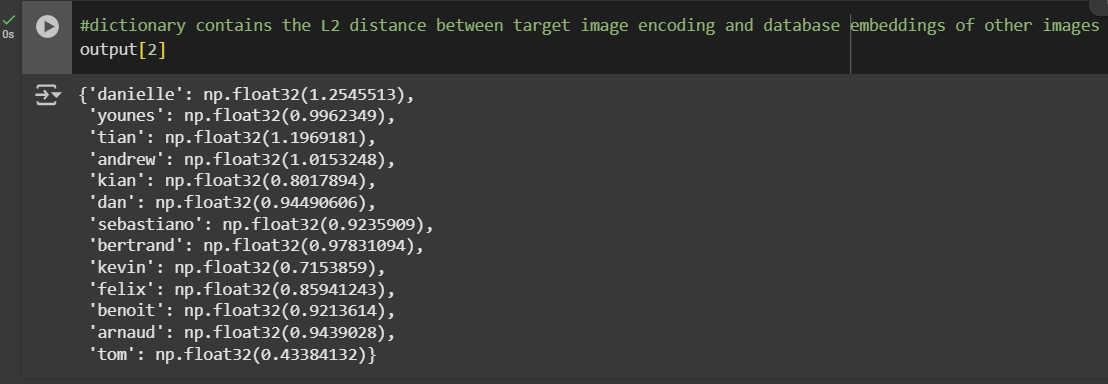 #dictionary contains the L2 distance between target image encoding and database embeddings of other images
output[2]
0s
{'danielle': np.float32(1.2545513),
'younes': np.float32(0.9962349),
'tian': np.float32(1.1969181),
'andrew': np.float32(1.0153248),
'kian': np.float32(0.8017894),
'dan': np.float32(0.94490606),
'sebastiano': np.float32(0.9235909),
'bertrand': np.float32(0.97831094),
'kevin': np.float32(0.7153859),
'felix': np.float32(0.85941243),
'benoit': np.float32(0.9213614),
'arnaud': np.float32(0.9439028),
'tom': np.float32(0.43384132)}